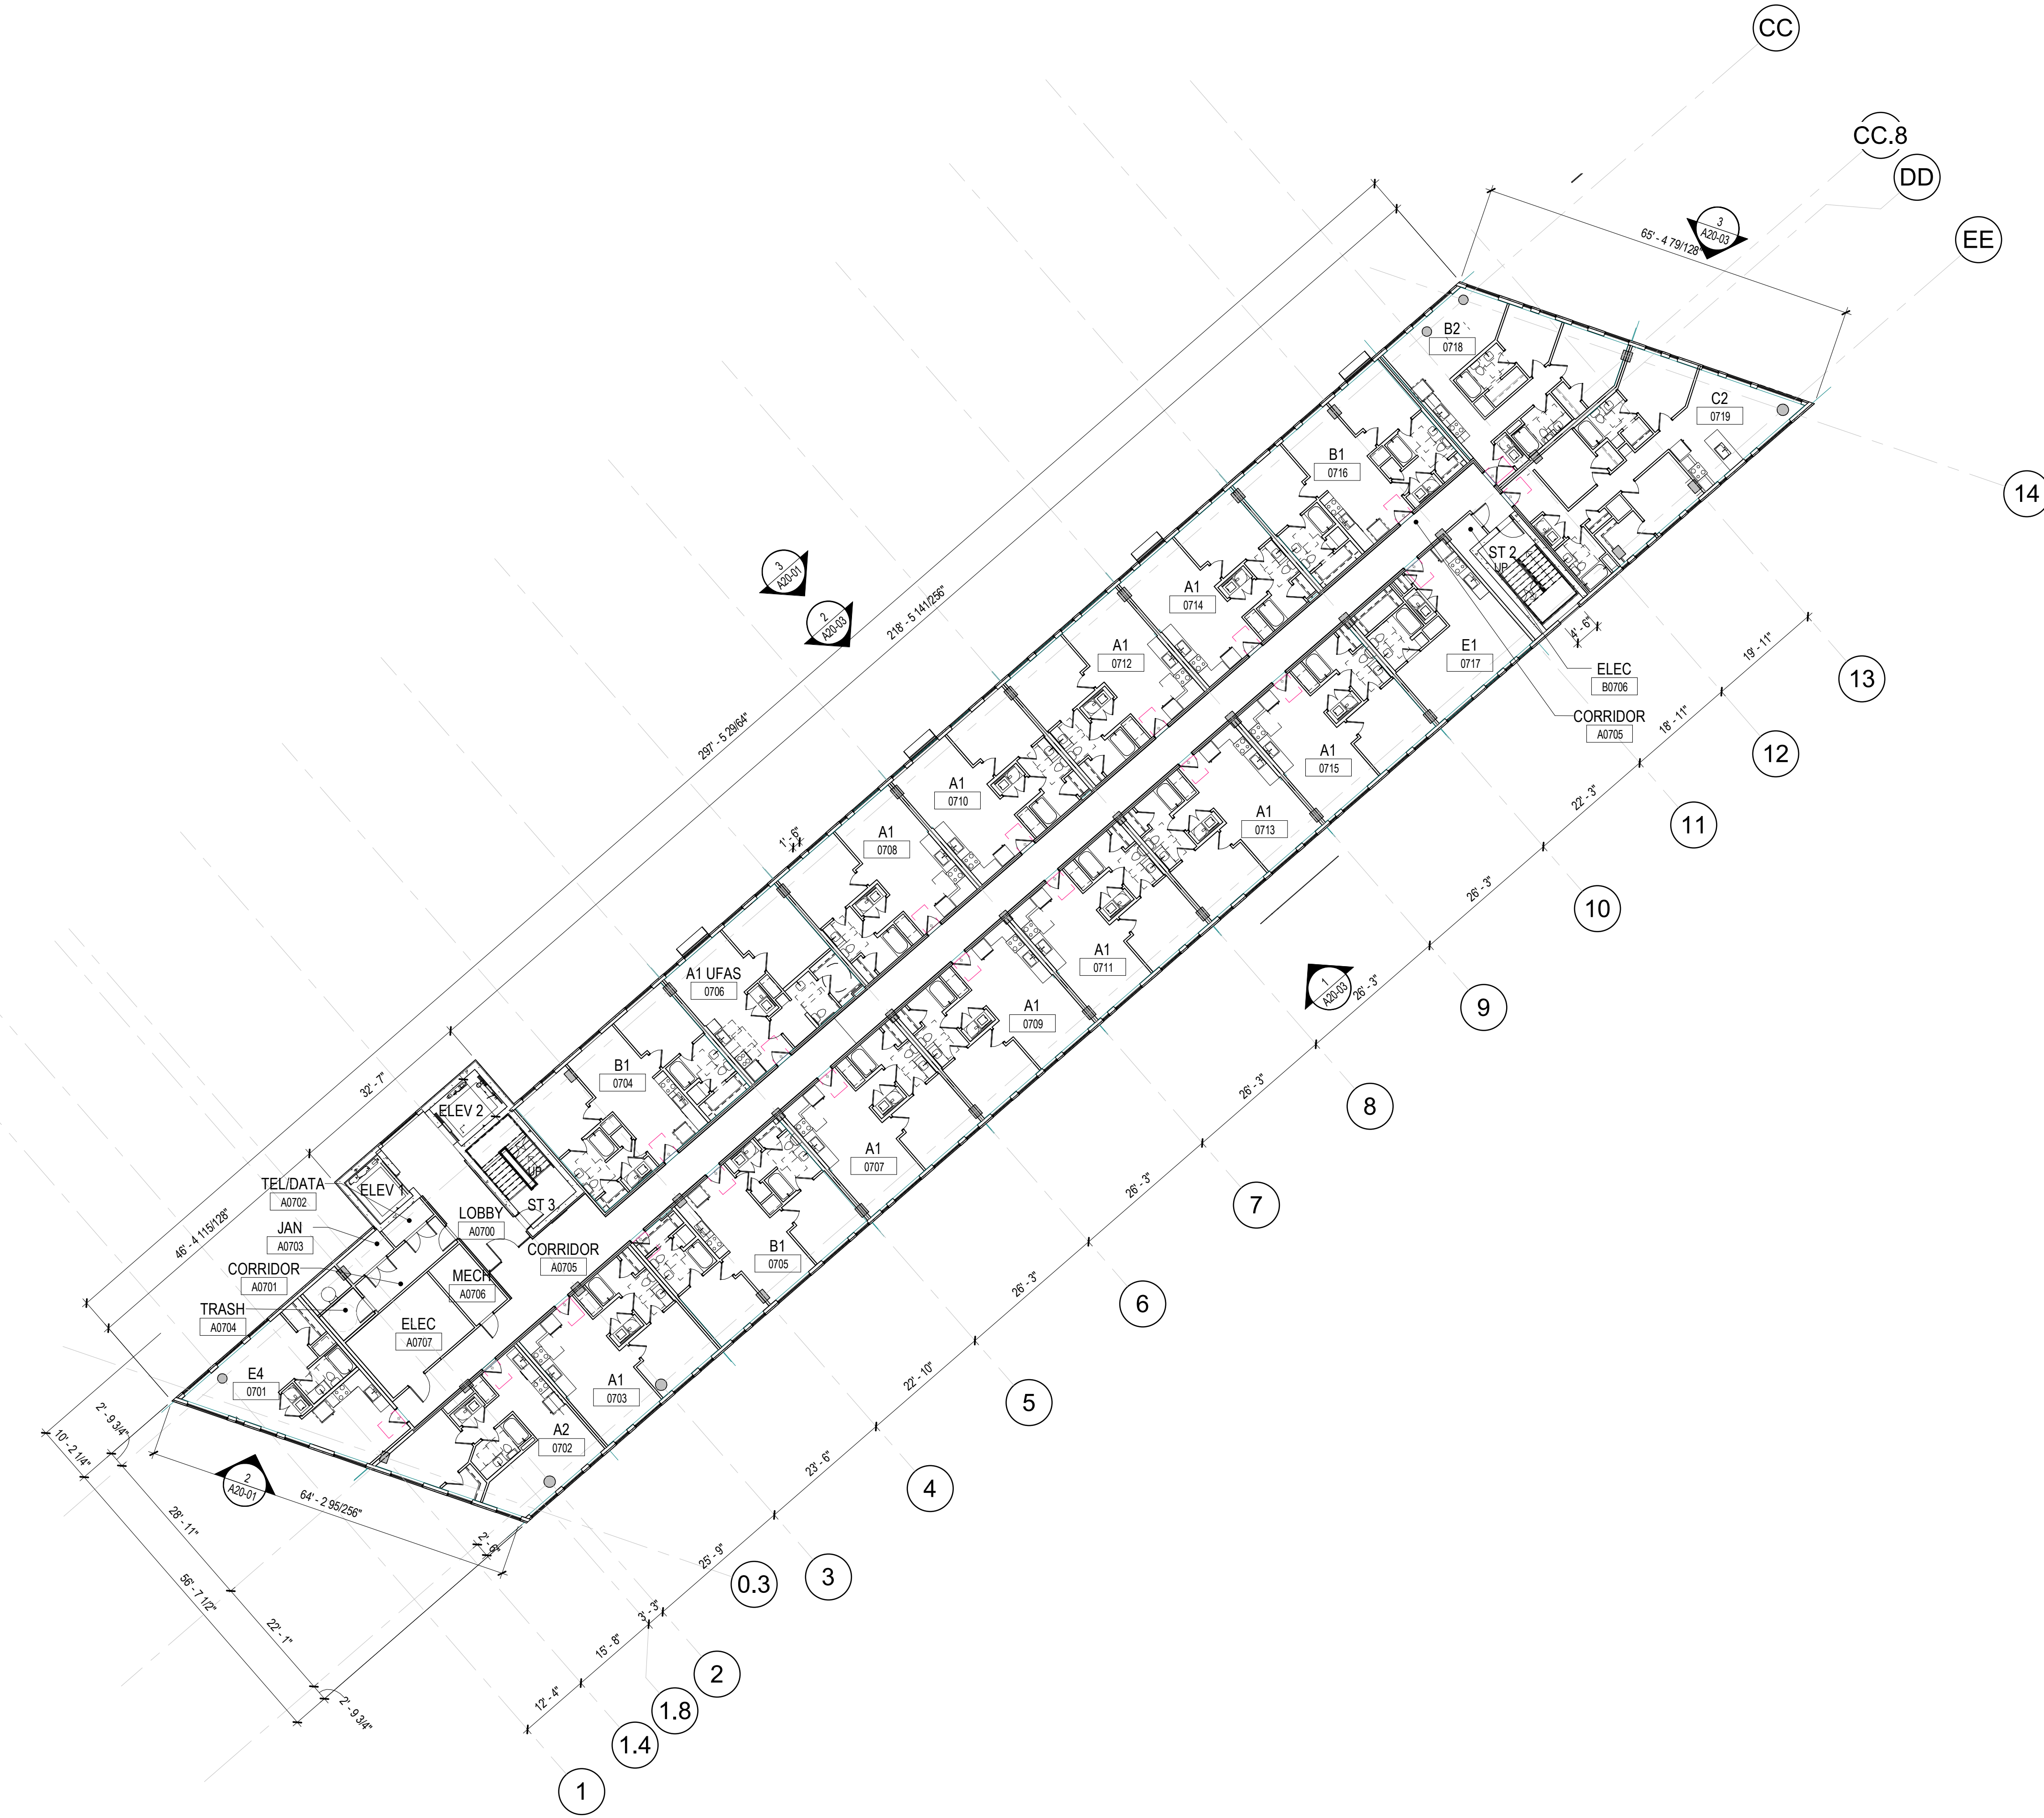 CC
CC.8
DD
EE
3
A20-03
65' - 4 79/128"
B2
0718
C2
0719
14
B1
0716
3
A20-01
2
A20-03
218' - 5 141/256"
297' - 5 29/64"
ST 2
UP
A1
0714
A1
0712
E1
0717
4' - 6"
19' - 11"
ELEC
B0706
CORRIDOR
A0705
13
18' - 11"
12
A1
0715
A1
0710
22' - 3"
11
A1
0713
1' - 6"
A1
0708
26' - 3"
10
A1
0711
A1 UFAS
0706
1
A20-03
26' - 3"
9
A1
0709
B1
0704
32' - 7"
26' - 3"
8
ELEV 2
UP
A1
0707
26' - 3"
7
TEL/DATA
A0702
ELEV 1
ST 3
LOBBY
A0700
46' - 4 115/128"
JAN
A0703
CORRIDOR
A0705
B1
0705
26' - 3"
6
CORRIDOR
A0701
MECH
A0706
TRASH
A0704
ELEC
A0707
E4
0701
A1
0703
22' - 10"
5
A2
0702
2' - 9 3/4"
10' - 2 1/4"
2
A20-01
64' - 2 95/256"
23' - 6"
4
28' - 11"
2' - 6"
25' - 9"
0.3
3
56' - 7 1/2"
22' - 1"
3' - 3"
15' - 8"
2
2' - 9 3/4"
12' - 4"
1.8
1.4
1